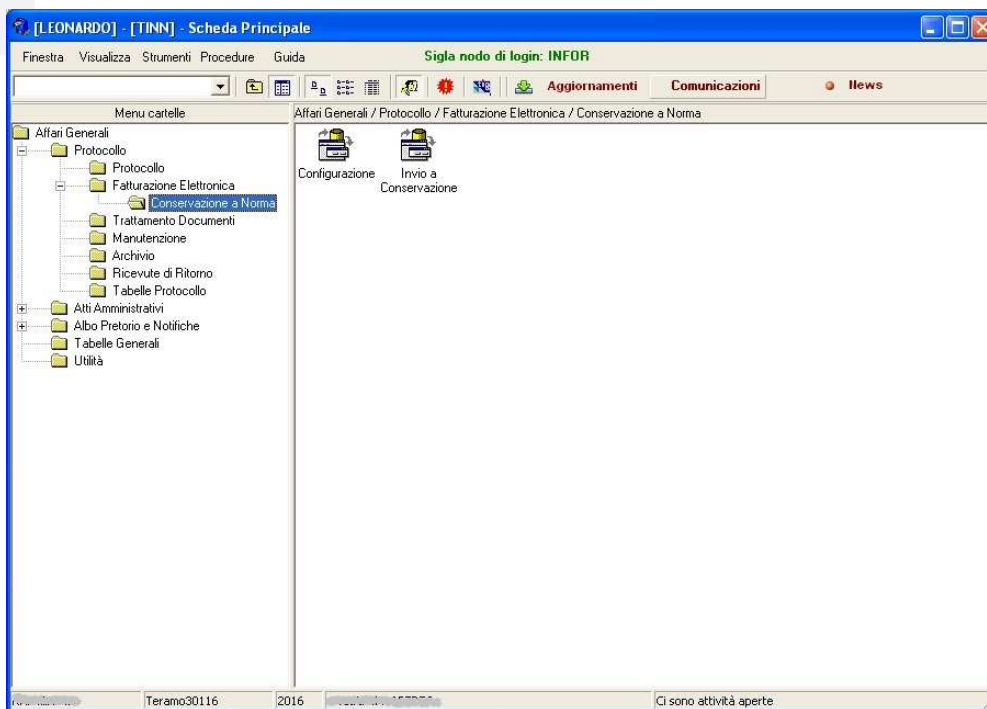 [LEONARDO] - [TINN] - Scheda Principale
Finestra Visualizza Strumenti Procedure Guida Sigla nodo di login: INFOR
Aggiornamenti Comunicazioni News
Menu cartelle
Affari Generali / Protocollo / Fatturazione Elettronica / Conservazione a Norma
Affari Generali
Protocollo
Protocollo
Fatturazione Elettronica
Conservazione a Norma
Trattamento Documenti
Manutenzione
Archivio
Ricevute di Ritorno
Tabelle Protocollo
Atti Amministrativi
Albo Pretorio e Notifiche
Tabelle Generali
Utilità
Configurazione
Invio a
Conservazione
Teramo30116 2016 Ci sono attività aperte